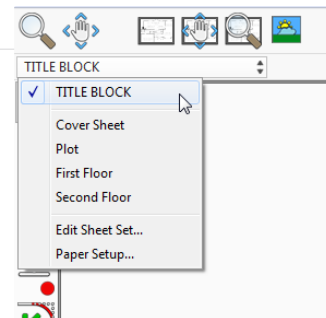 TITLE BLOCK
TITLE BLOCK
Cover Sheet
Plot
First Floor
Second Floor
Edit Sheet Set...
Paper Setup...